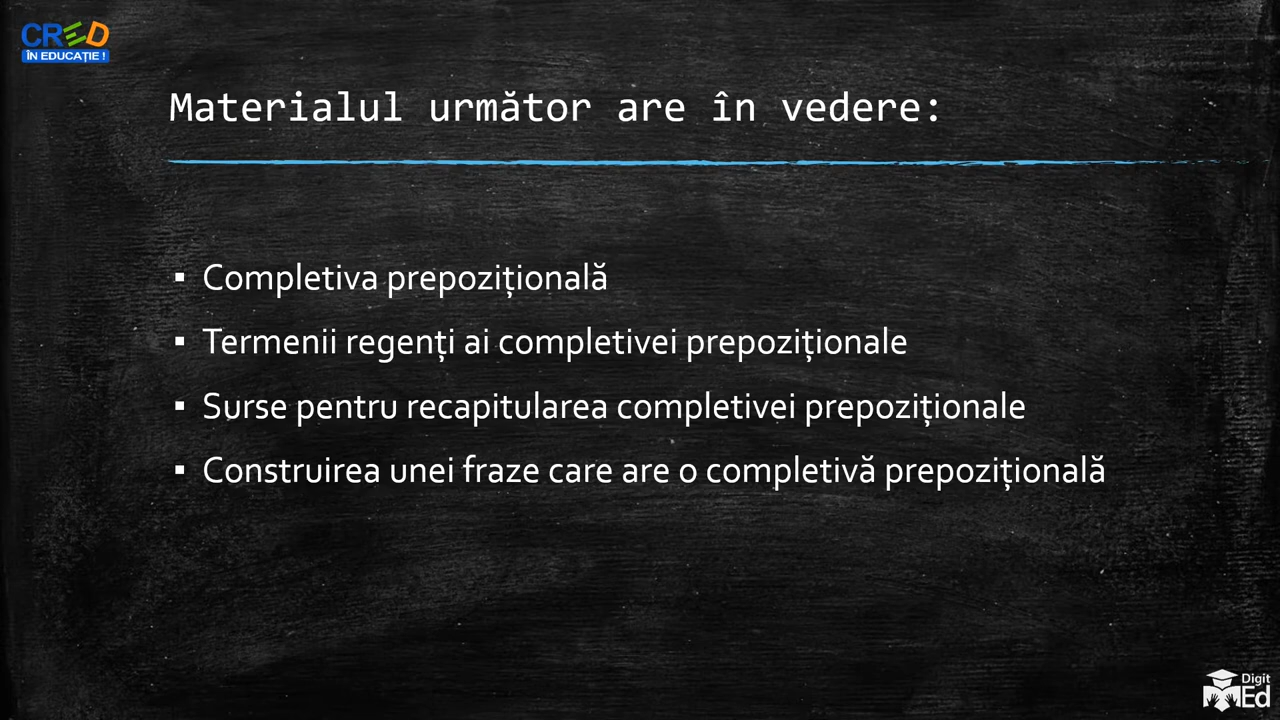 CRED
ÎN EDUCAȚIE !
Materialul următor are în vedere:
▪ Completiva prepozițională
▪ Termenii regenți ai completivei prepoziționale
▪ Surse pentru recapitularea completivei prepoziționale
▪ Construirea unei fraze care are o completivă prepozițională
Digit
Ed